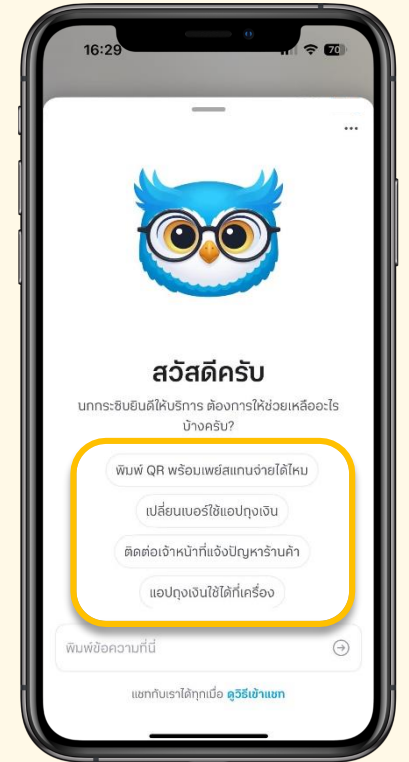 16:29
70
สวัสดีครับ
นกกระซิบยินดีให้บริการ ต้องการให้ช่วยเหลืออะไร
บ้างครับ?
พิมพ์ QR พร้อมเพย์สแกนจ่ายได้ไหม
เปลี่ยนเบอร์ใช้แอปถุงเงิน
ติดต่อเจ้าหน้าที่แจ้งปัญหาร้านค้า
แอปถุงเงินใช้ได้ที่เครื่อง
พิมพ์ข้อความที่นี่
แชทกับเราได้ทุกเมื่อ ดูวิธีเข้าแชท